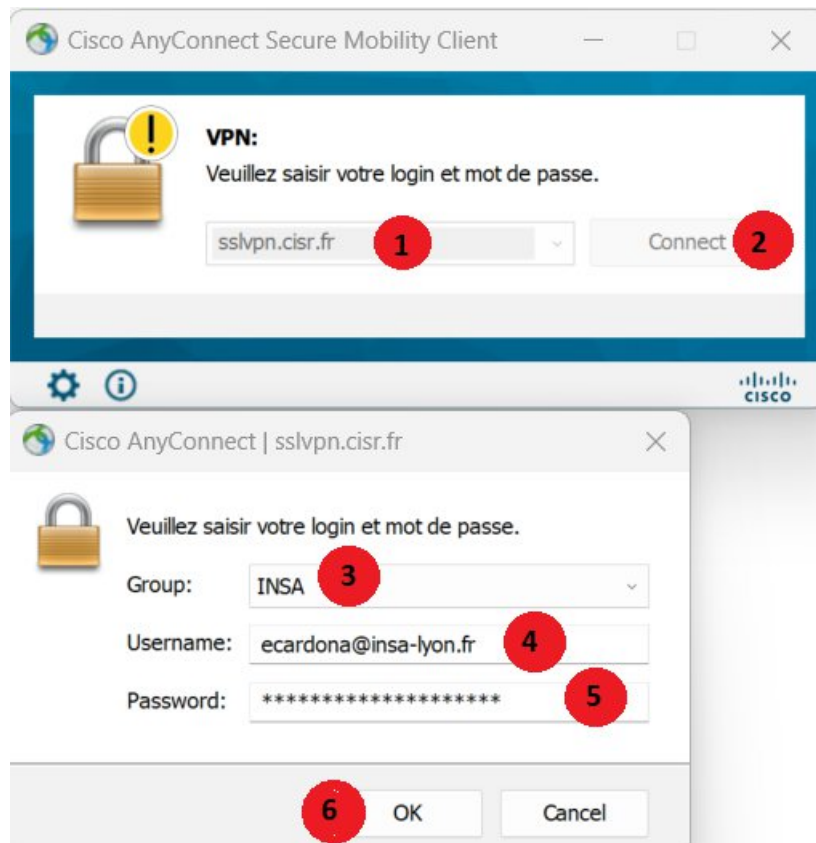 Cisco AnyConnect Secure Mobility Client
VPN:
Veuillez saisir votre login et mot de passe.
sslvpn.cisr.fr 1 Connect 2
CISCO
Cisco AnyConnect | sslvpn.cisr.fr
Veuillez saisir votre login et mot de passe.
Group: INSA 3
Username: ecardona@insa-lyon.fr 4
Password: ********************* 5
6 OK Cancel